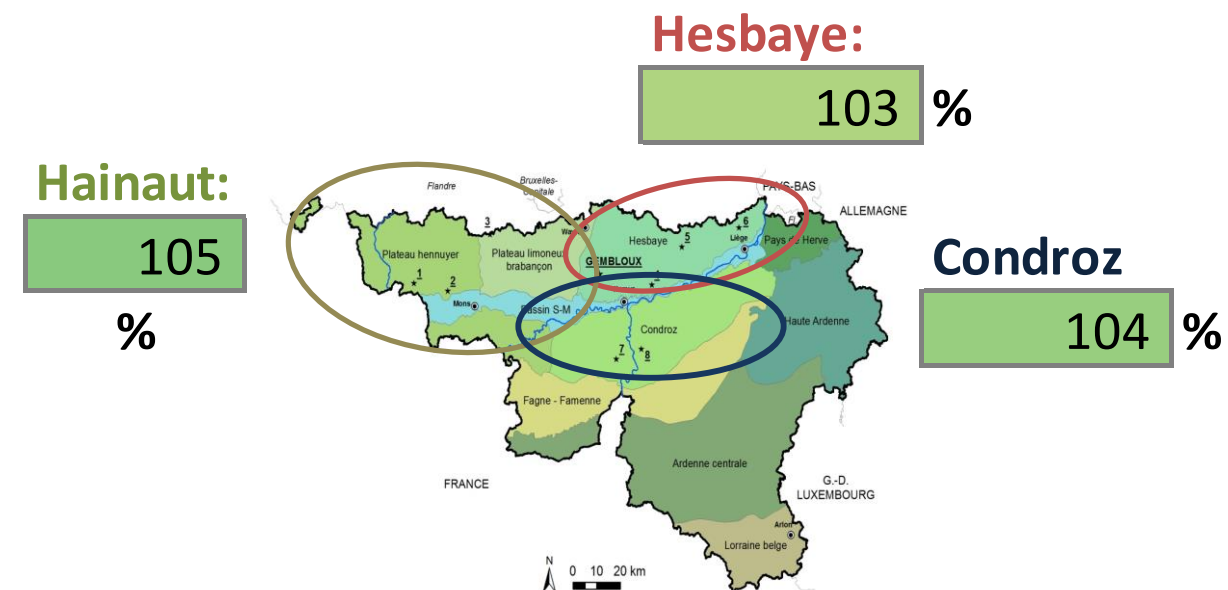 Hesbaye:
103 %
Hainaut:
105
%
Condroz
104 %
Flandre
Bruxelles-
Capitale
PAYS-BAS
ALLEMAGNE
3
6
5
Liège
Hesbaye
Pays de Herve
Plateau hennuyer
Plateau limoneux
brabançon
GEMBLOUX
1
2
Mons
Bassin S-M
Condroz
Haute Ardenne
7
8
Fagne - Famenne
Ardenne centrale
FRANCE
G.-D.
LUXEMBOURG
Arlon
Lorraine belge
N
0 10 20 km